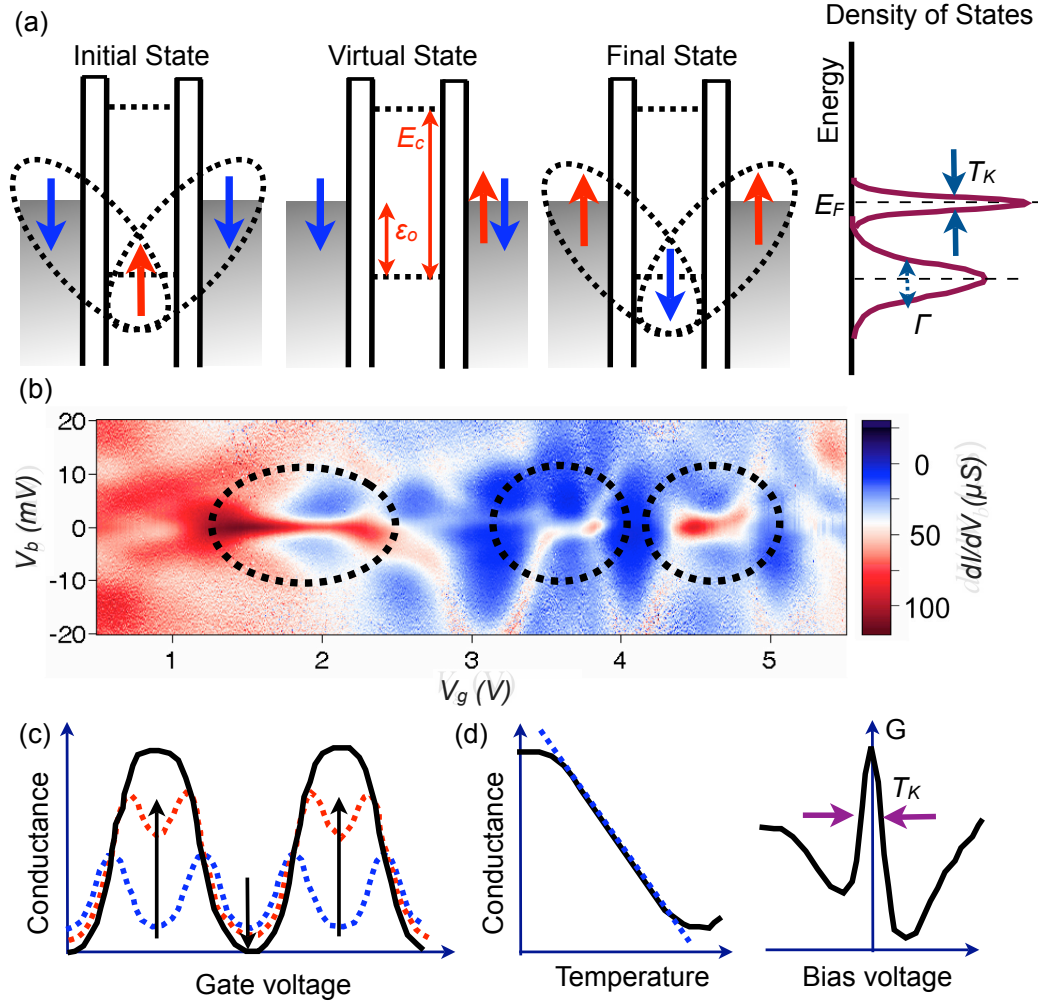 (a)
Density of States
Initial State
Virtual State
Final State
Energy
E_c
T_K
E_F
ε_o
Γ
(b)
20
10
0
-10
-20
V_b (mV)
1
2
3
4
5
V_g (V)
0
50
100
dI/dV (μS)
(c)
Conductance
Gate voltage
(d)
Temperature
G
T_K
Bias voltage